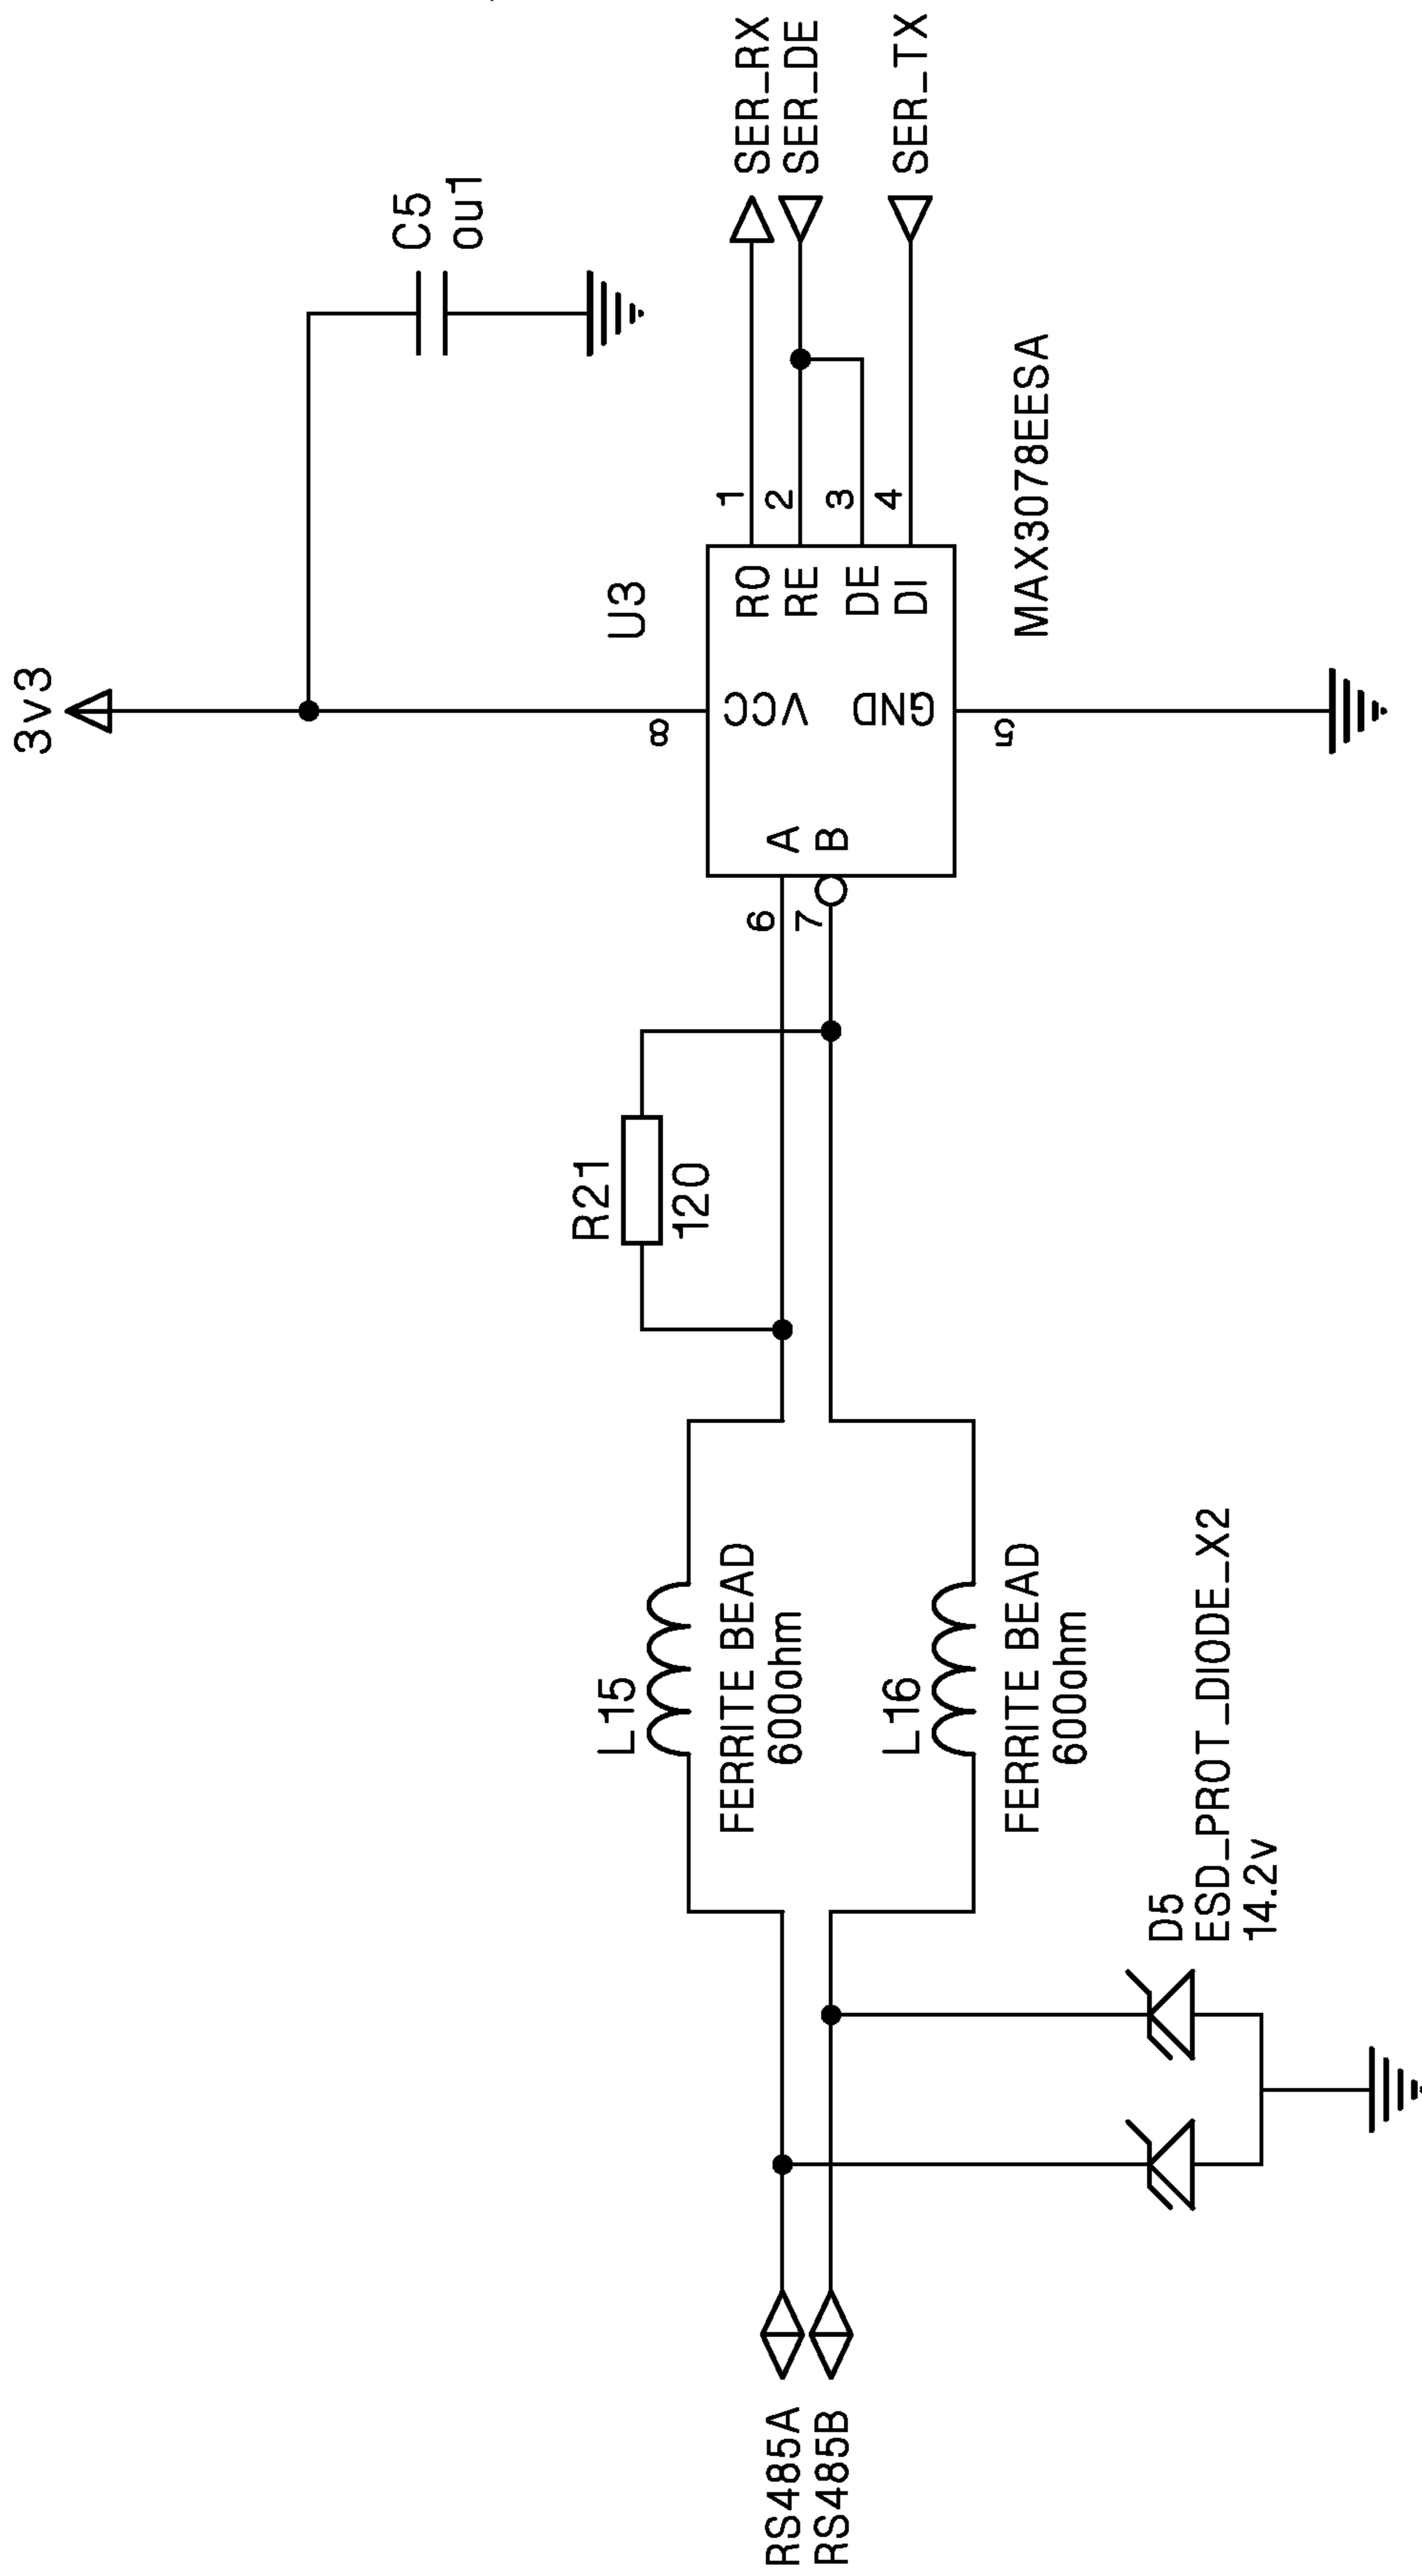 3v3
C5
ou1
SER_RX
SER_DE
SER_TX
U3
1
2
3
4
RO
RE
DE
DI
VCC
GND
8
5
A
B
6
7
MAX3078EESA
R21
120
L15
FERRITE BEAD
600ohm
L16
FERRITE BEAD
600ohm
D5
ESD_PROT_DIODE_X2
14.2v
RS485A
RS485B